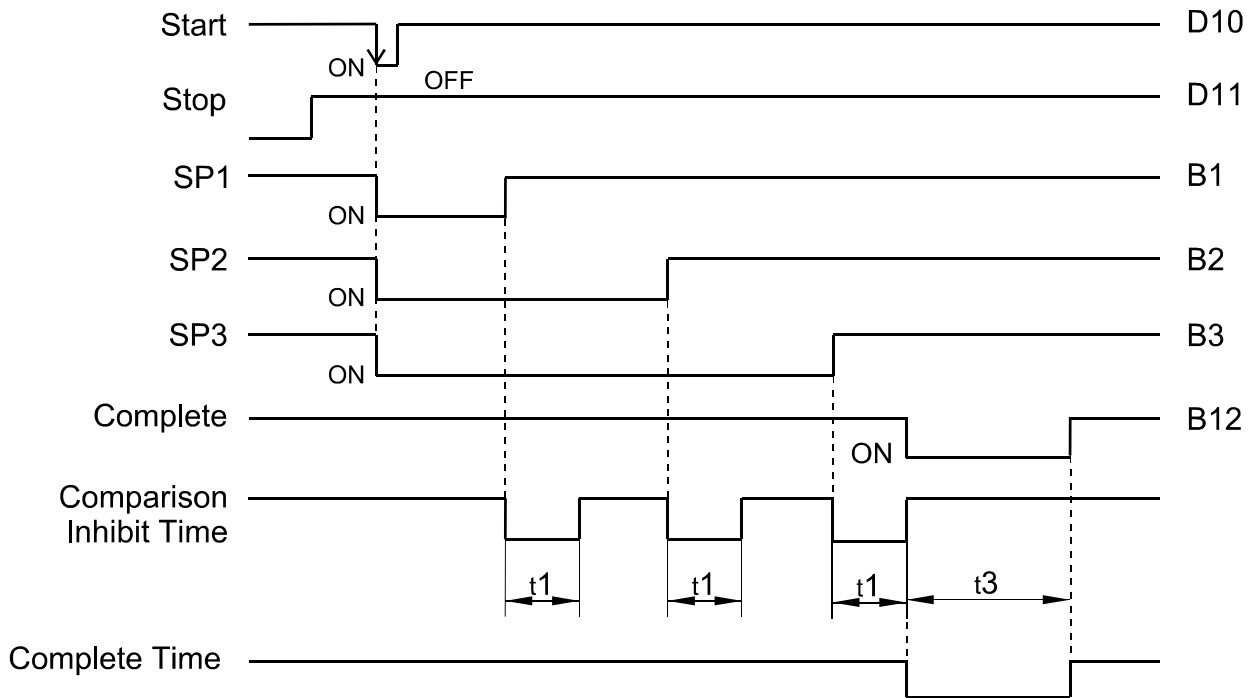 Start
D10
ON
OFF
Stop
D11
SP1
B1
ON
SP2
B2
ON
SP3
B3
ON
Complete
B12
ON
Comparison
Inhibit Time
t1
t1
t1
t3
Complete Time